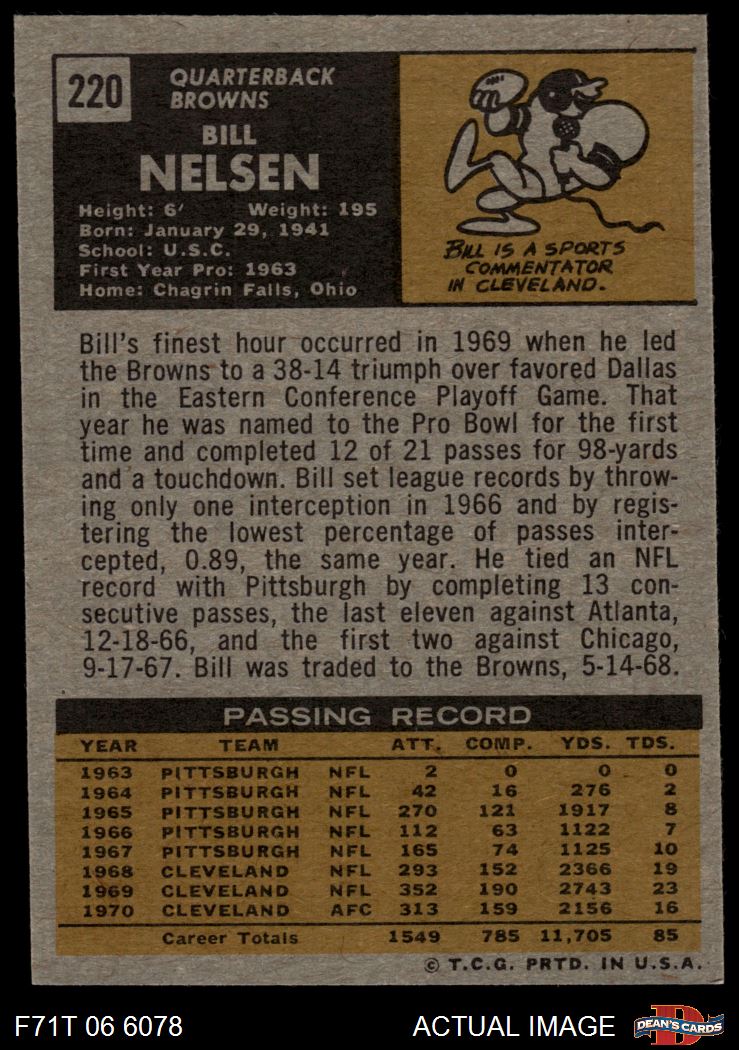 220
QUARTERBACK
BROWNS
BILL
NELSEN
Height: 6' Weight: 195
Born: January 29, 1941
School: U.S.C.
First Year Pro: 1963
Home: Chagrin Falls, Ohio
BILL IS A SPORTS
COMMENTATOR
IN CLEVELAND.
Bill's finest hour occurred in 1969 when he led
the Browns to a 38-14 triumph over favored Dallas
in the Eastern Conference Playoff Game. That
year he was named to the Pro Bowl for the first
time and completed 12 of 21 passes for 98-yards
and a touchdown. Bill set league records by throw-
ing only one interception in 1966 and by regis-
tering the lowest percentage of passes inter-
cepted, 0.89, the same year. He tied an NFL
record with Pittsburgh by completing 13 con-
secutive passes, the last eleven against Atlanta,
12-18-66, and the first two against Chicago,
9-17-67. Bill was traded to the Browns, 5-14-68.
PASSING RECORD
YEAR TEAM ATT. COMP. YDS. TDS.
1963 PITTSBURGH NFL 2 0 0 0
1964 PITTSBURGH NFL 42 16 276 2
1965 PITTSBURGH NFL 270 121 1917 8
1966 PITTSBURGH NFL 112 63 1122 7
1967 PITTSBURGH NFL 165 74 1125 10
1968 CLEVELAND NFL 293 152 2366 19
1969 CLEVELAND NFL 352 190 2743 23
1970 CLEVELAND AFC 313 159 2156 16
Career Totals 1549 785 11,705 85
© T.C.G. PRTD. IN U.S.A.
F71T 06 6078 ACTUAL IMAGE D DEAN'S CARDS